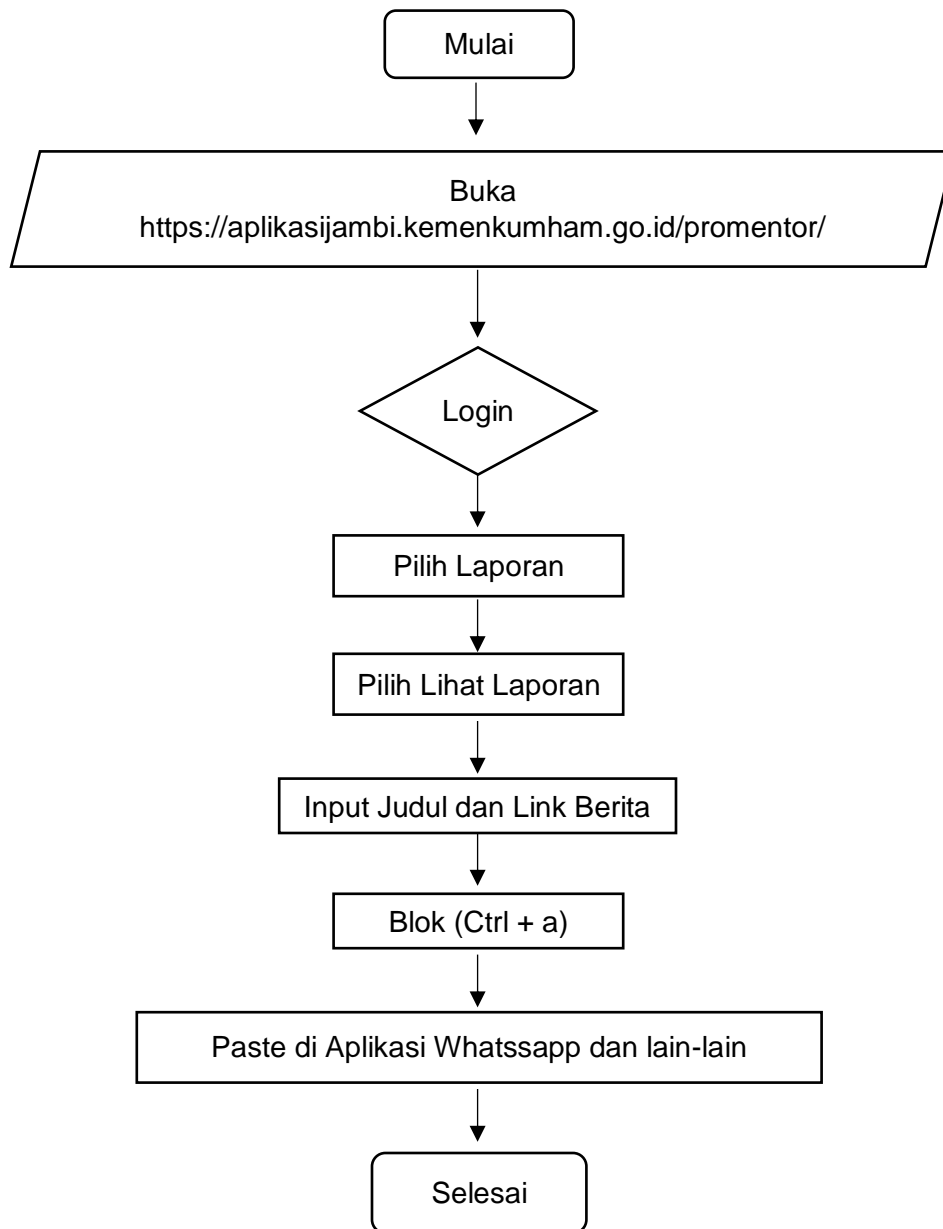 Mulai
Buka
https://aplikasijambi.kemenkumham.go.id/promentor/
Login
Pilih Laporan
Pilih Lihat Laporan
Input Judul dan Link Berita
Blok (Ctrl + a)
Paste di Aplikasi Whatssapp dan lain-lain
Selesai